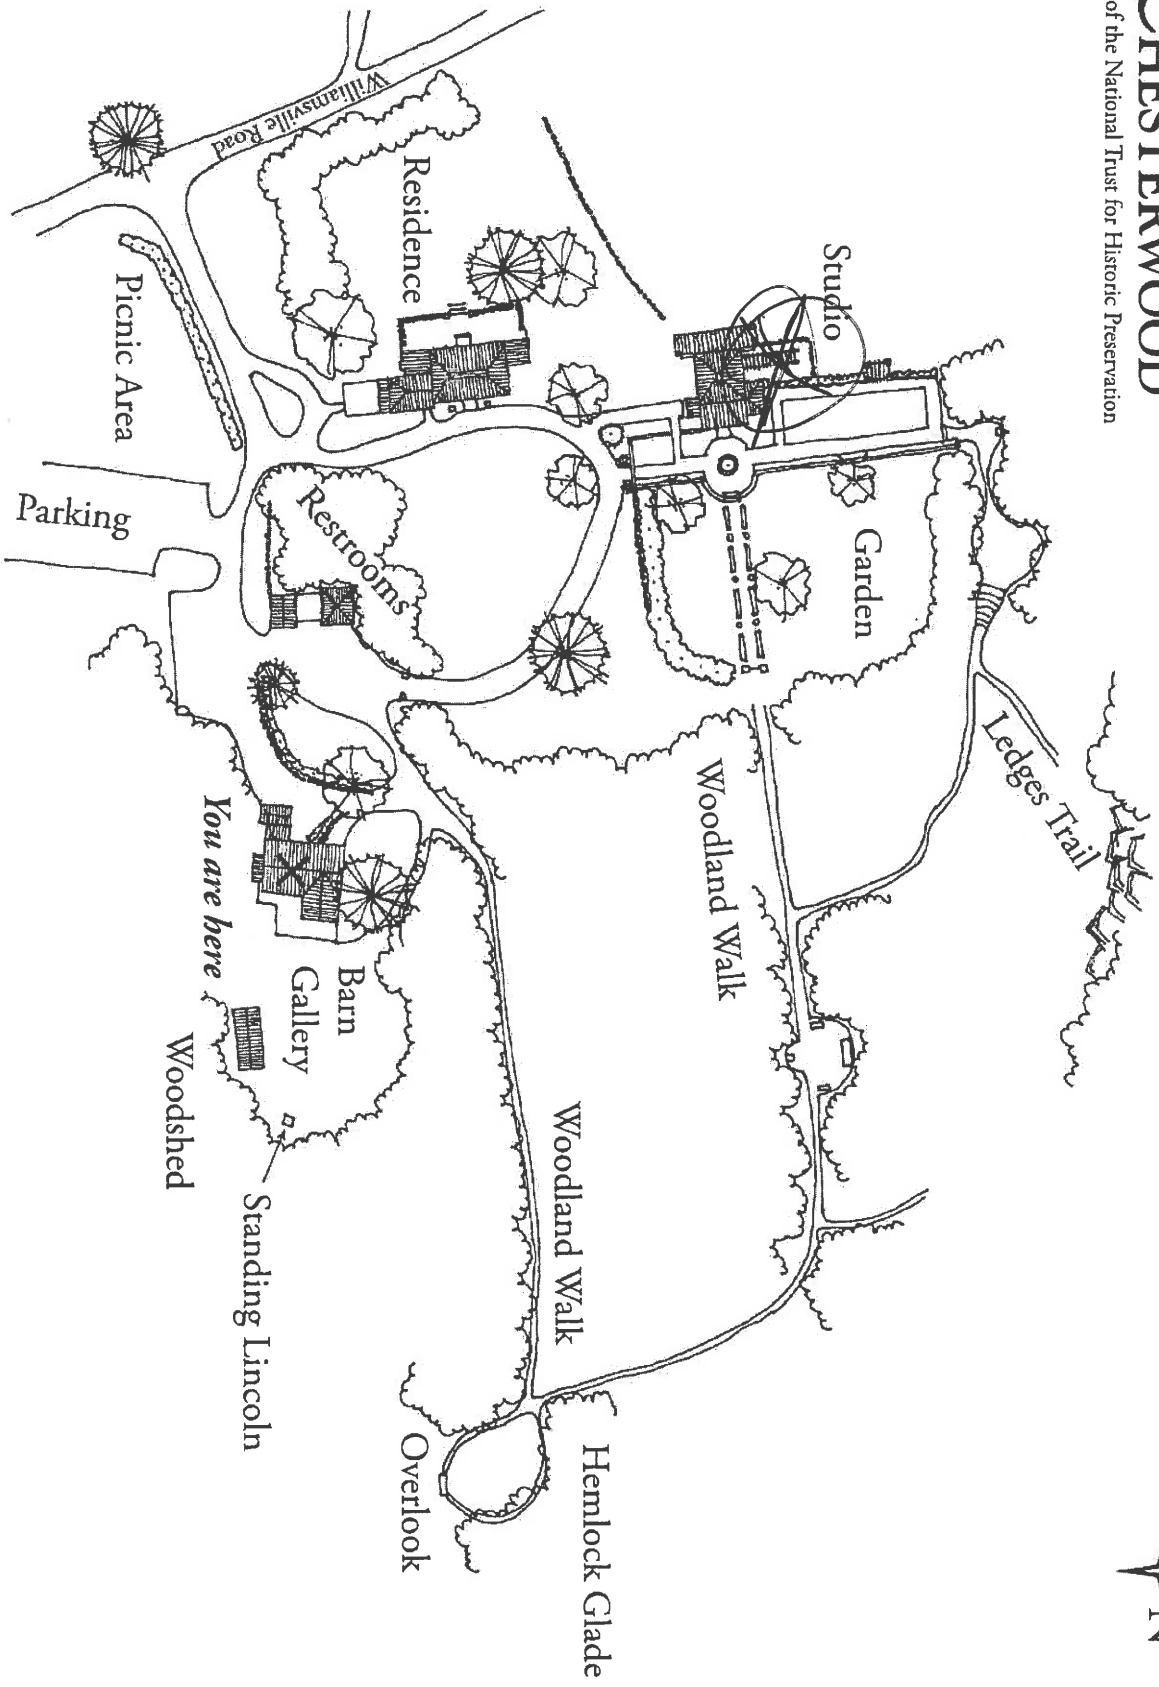 CHESTERWOOD
of the National Trust for Historic Preservation
N
Ledges Trail
Studio
Garden
Woodland Walk
Hemlock Glade
Woodland Walk
Residence
Restrooms
Overlook
Barn
Gallery
Standing Lincoln
You are here
Woodshed
Williamsville Road
Picnic Area
Parking